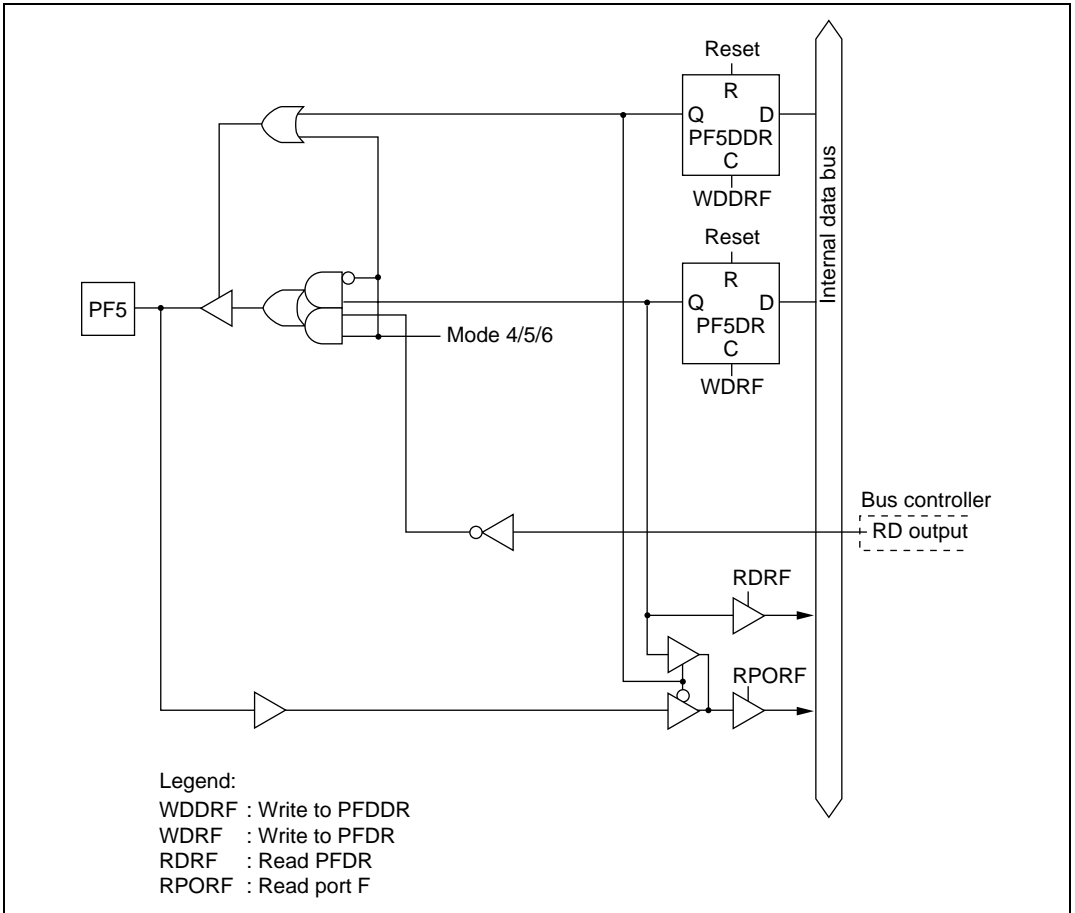 Reset
R
Q D
PF5DDR
C
WDDRF
Reset
R
Q D
PF5DR
C
WDRF
Internal data bus
PF5
Mode 4/5/6
Bus controller
RD output
RDRF
RPORF
Legend:
WDDRF : Write to PFDDR
WDRF : Write to PFDR
RDRF : Read PFDR
RPORF : Read port F